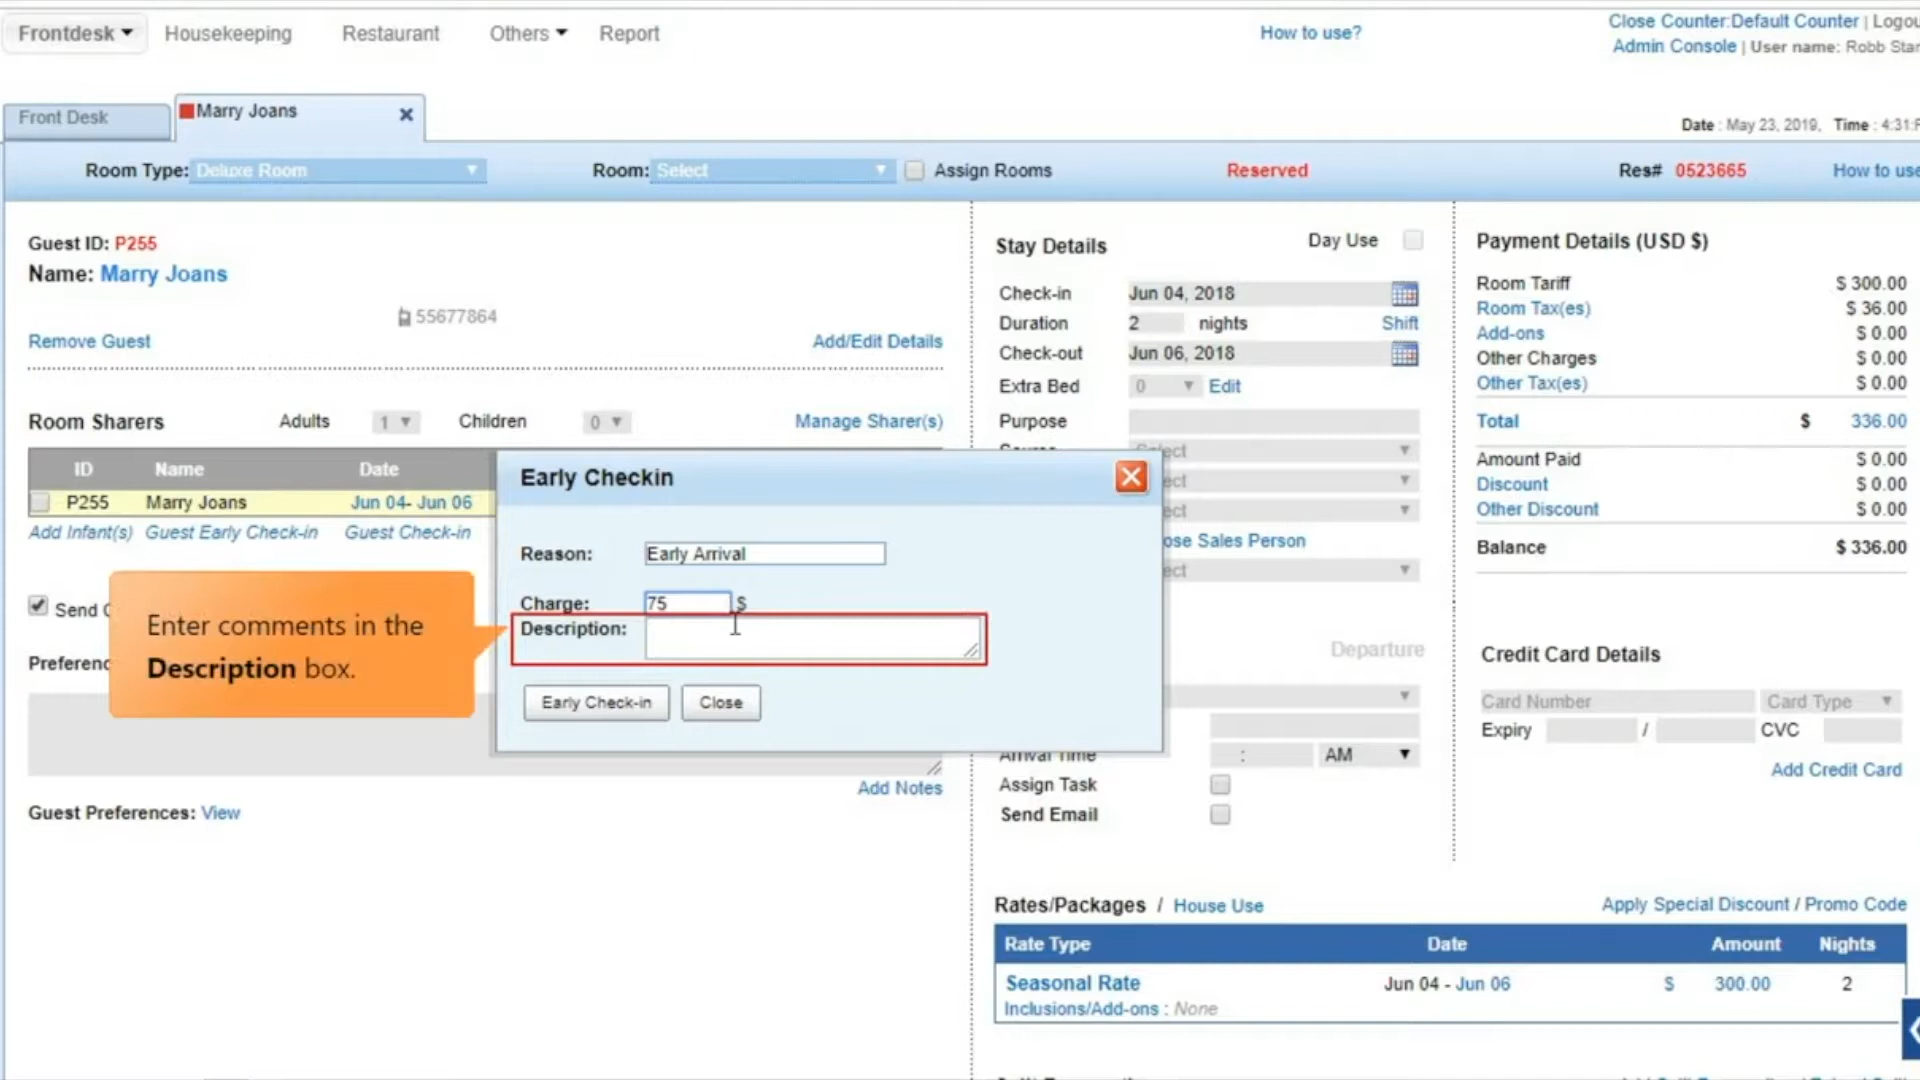 Frontdesk Housekeeping Restaurant Others Report How to use? Close Counter:Default Counter |
Admin Console | User name: Robb
Front Desk Marry Joans
Date : May 23, 2019, Time : 4:31:
Room Type: Deluxe Room Room: Select Assign Rooms Reserved Res# 0523665 How to use
Guest ID: P255
Name: Marry Joans
55677864
Remove Guest Add/Edit Details
Room Sharers Adults 1 Children 0 Manage Sharer(s)
ID Name Date
P255 Marry Joans Jun 04- Jun 06
Add Infant(s) Guest Early Check-in Guest Check-in
Send
Enter comments in the
Description box.
Guest Preferences: View
Add Notes
Early Checkin
Reason: Early Arrival
Charge: 75 $
Description:
Early Check-in Close
Stay Details Day Use
Check-in Jun 04, 2018
Duration 2 nights Shift
Check-out Jun 06, 2018
Extra Bed 0 Edit
Purpose
Sales Person
Departure
Arrival Time : AM
Assign Task
Send Email
Payment Details (USD $)
Room Tariff $ 300.00
Room Tax(es) $ 36.00
Add-ons $ 0.00
Other Charges $ 0.00
Other Tax(es) $ 0.00
Total $ 336.00
Amount Paid $ 0.00
Discount $ 0.00
Other Discount $ 0.00
Balance $ 336.00
Credit Card Details
Card Number Card Type
Expiry / CVC
Add Credit Card
Rates/Packages / House Use Apply Special Discount / Promo Code
Rate Type Date Amount Nights
Seasonal Rate Jun 04 - Jun 06 $ 300.00 2
Inclusions/Add-ons : None